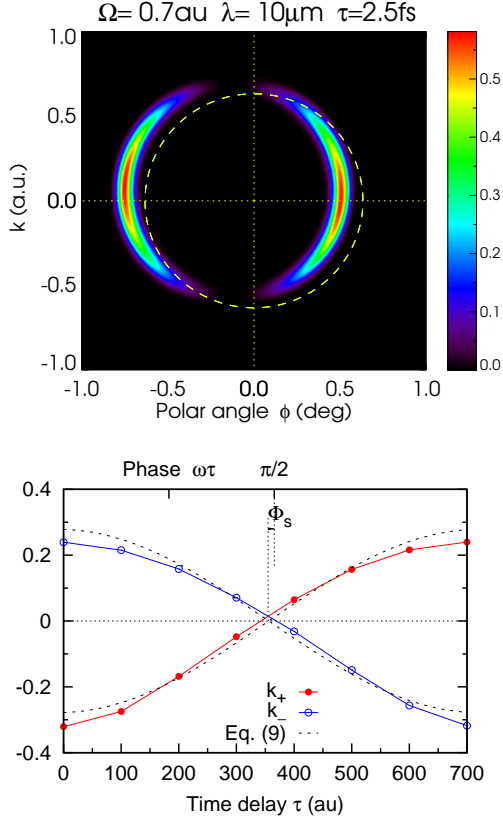 Ω= 0.7au λ= 10μm τ=2.5fs
1.0
0.5
0.0
-0.5
-1.0
k (a.u.)
-1.0 -0.5 0.0 0.5 1.0
Polar angle ϕ (deg)
0.5
0.4
0.3
0.2
0.1
0.0
Phase ωτ π/2
Φs
0.4
0.2
0
-0.2
-0.4
k+
k−
Eq. (9)
0 100 200 300 400 500 600 700
Time delay τ (au)